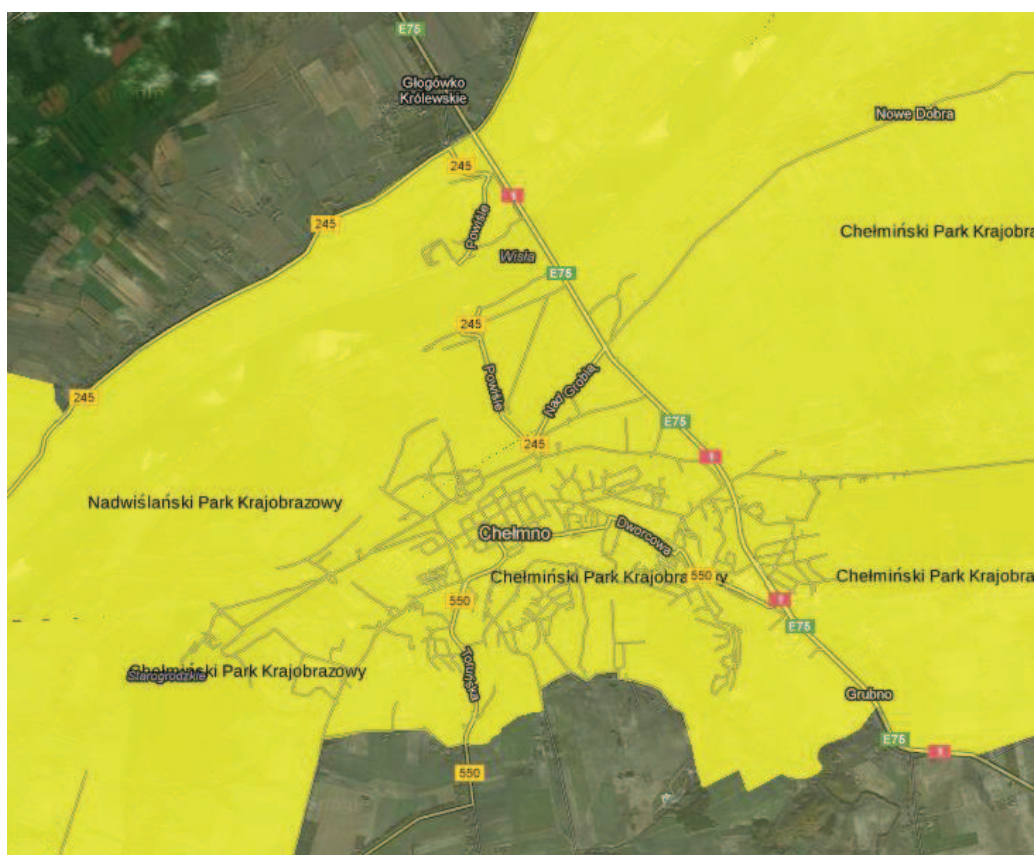 E75
Głogówko
Królewskie
Nowe Dobra
245
1
245
Powiśle
Chełmiński Park Krajobra
Wisła
E75
245
Powiśle
Nad Groblą
245
E75
245
1
Nadwiślański Park Krajobrazowy
Chełmno
Dworcowa
Chełmiński Park Krajobrazowy
550
Chełmiński Park Krajobra
550
1
E75
Toruńska
Chełmiński Park Krajobrazowy
Starogrodzkie
Grubno
E75
1
550